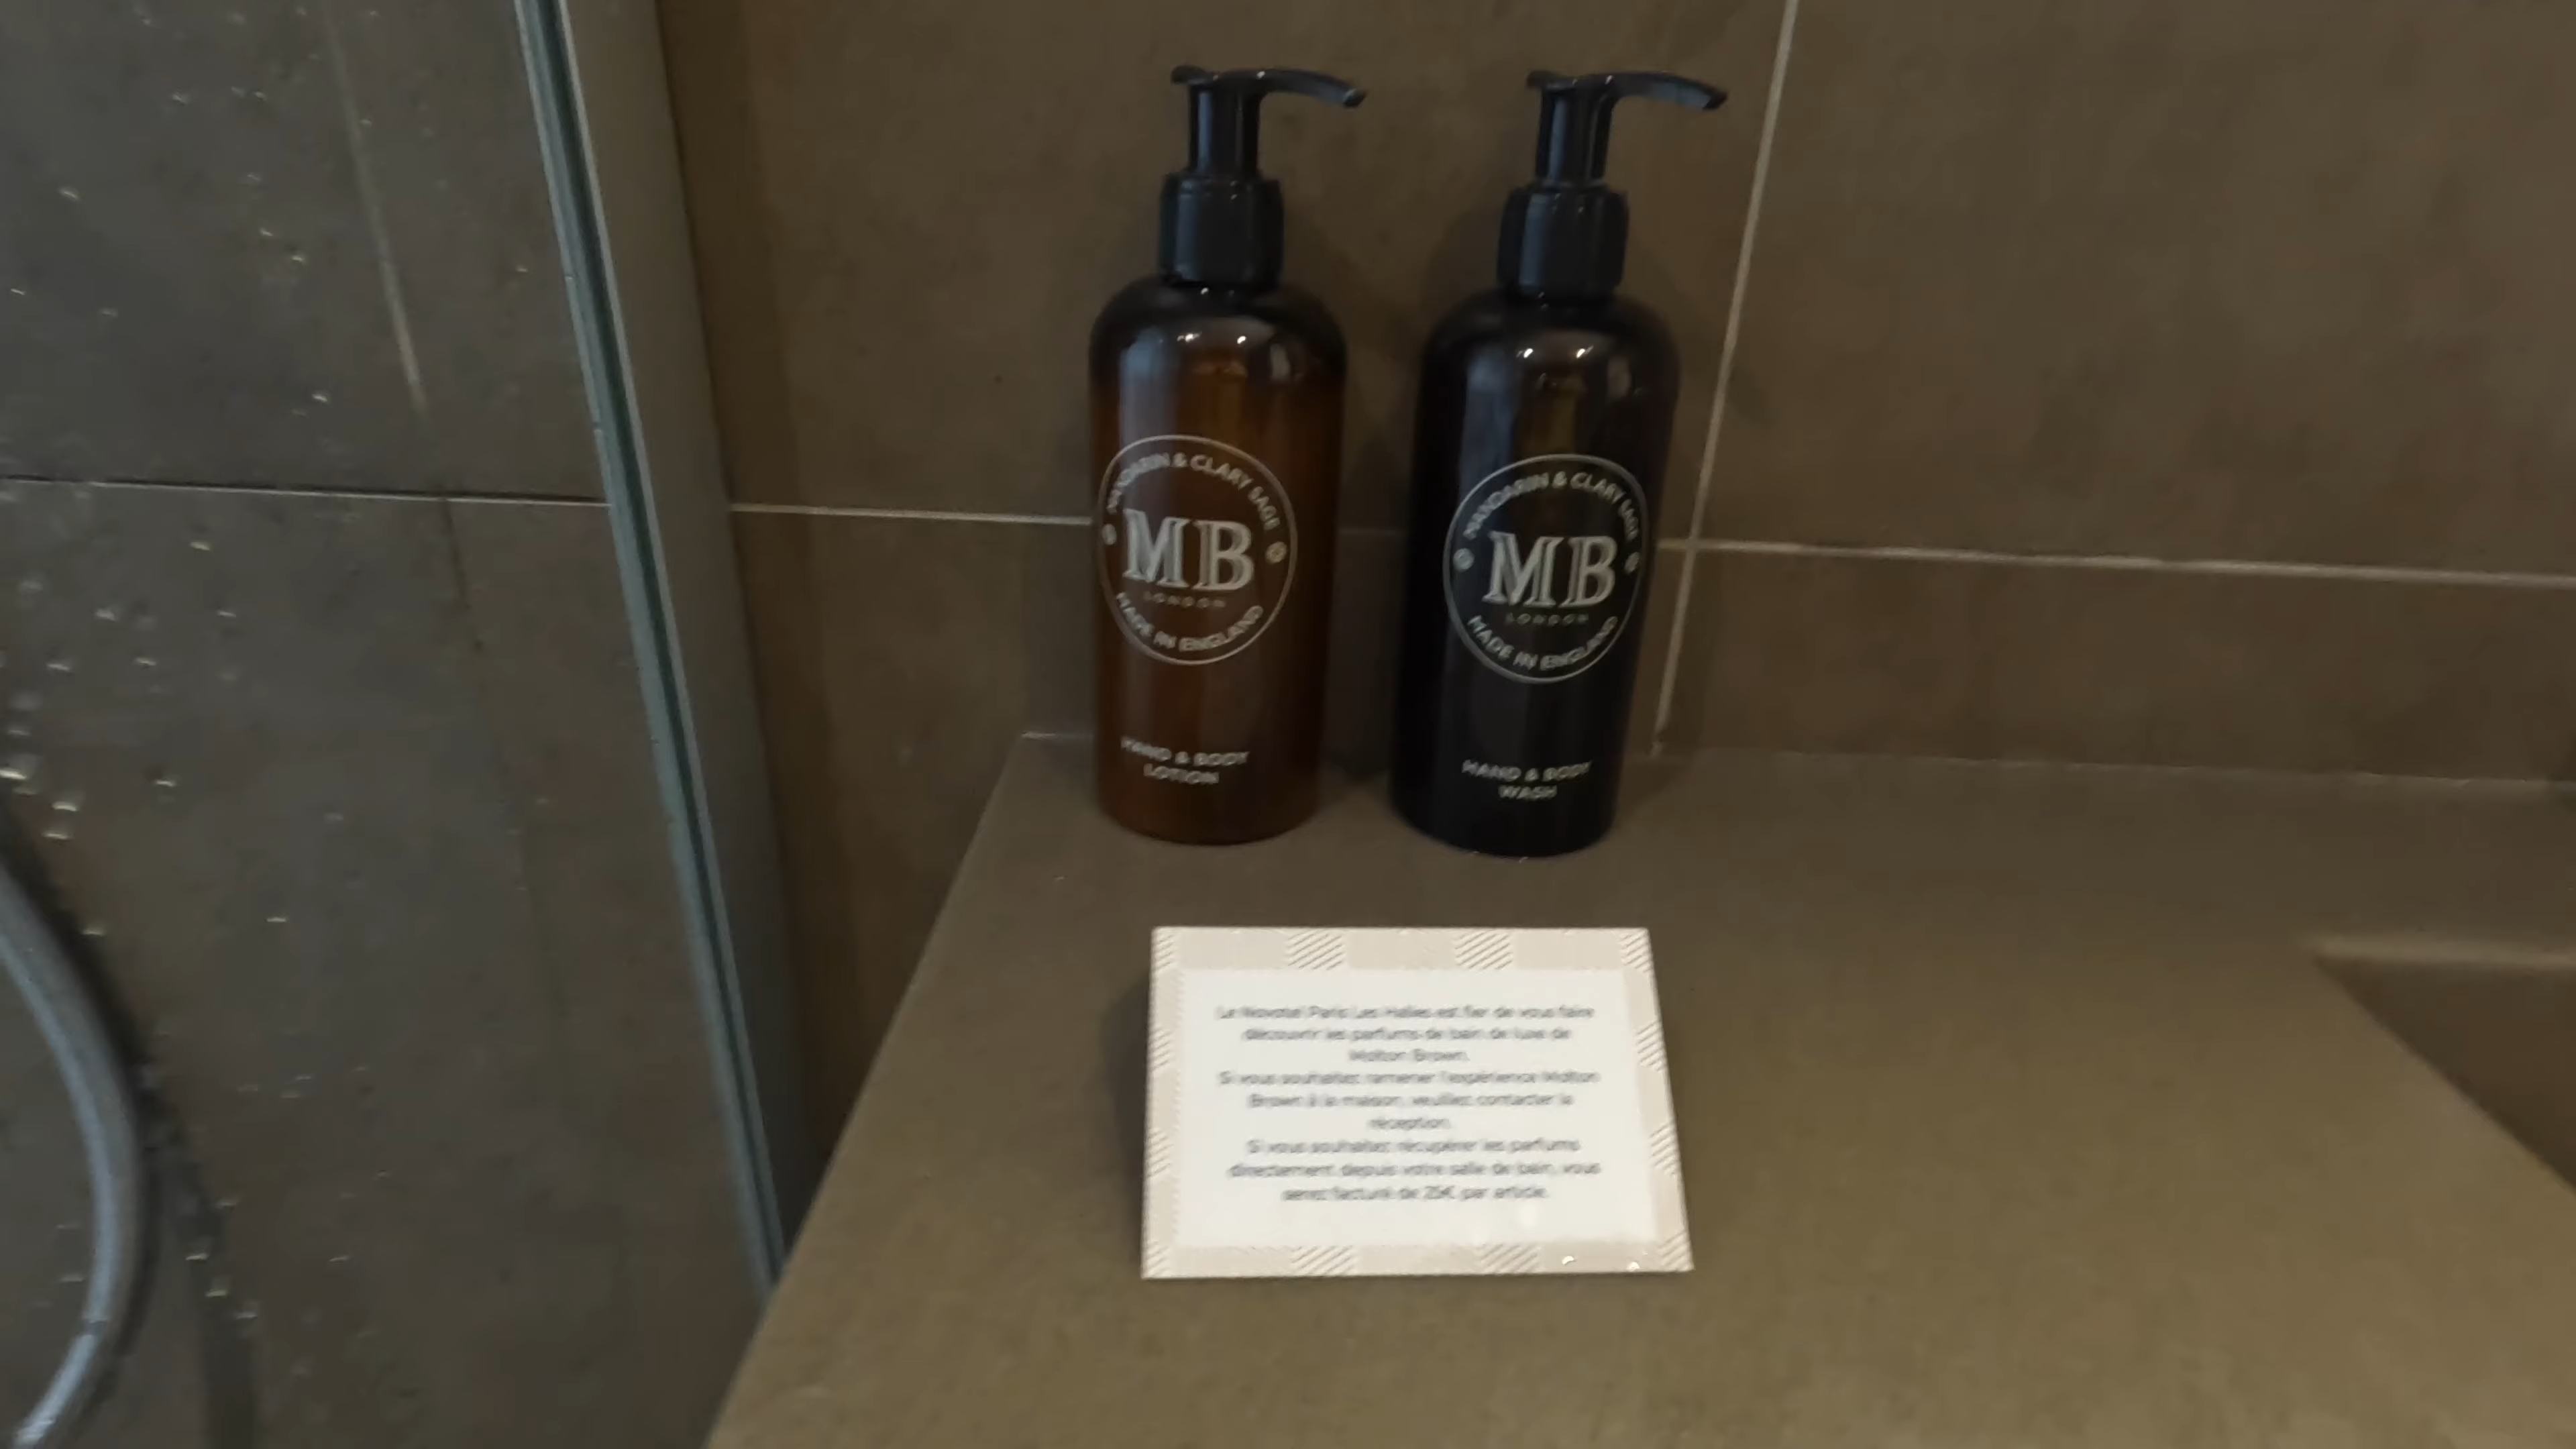 MANDARIN & CLARY SAGE
MB
LONDON
MADE IN ENGLAND
HAND & BODY
LOTION
MANDARIN & CLARY SAGE
MB
LONDON
MADE IN ENGLAND
HAND & BODY
WASH
Le Novotel Paris Les Halles est fier de vous faire
découvrir les parfums de bain de luxe de
Molton Brown.
Si vous souhaitez ramener l'expérience Molton
Brown à la maison, veuillez contacter la
réception.
Si vous souhaitez récupérer les parfums
directement depuis votre salle de bain, vous
serez facturé de 25€ par article.